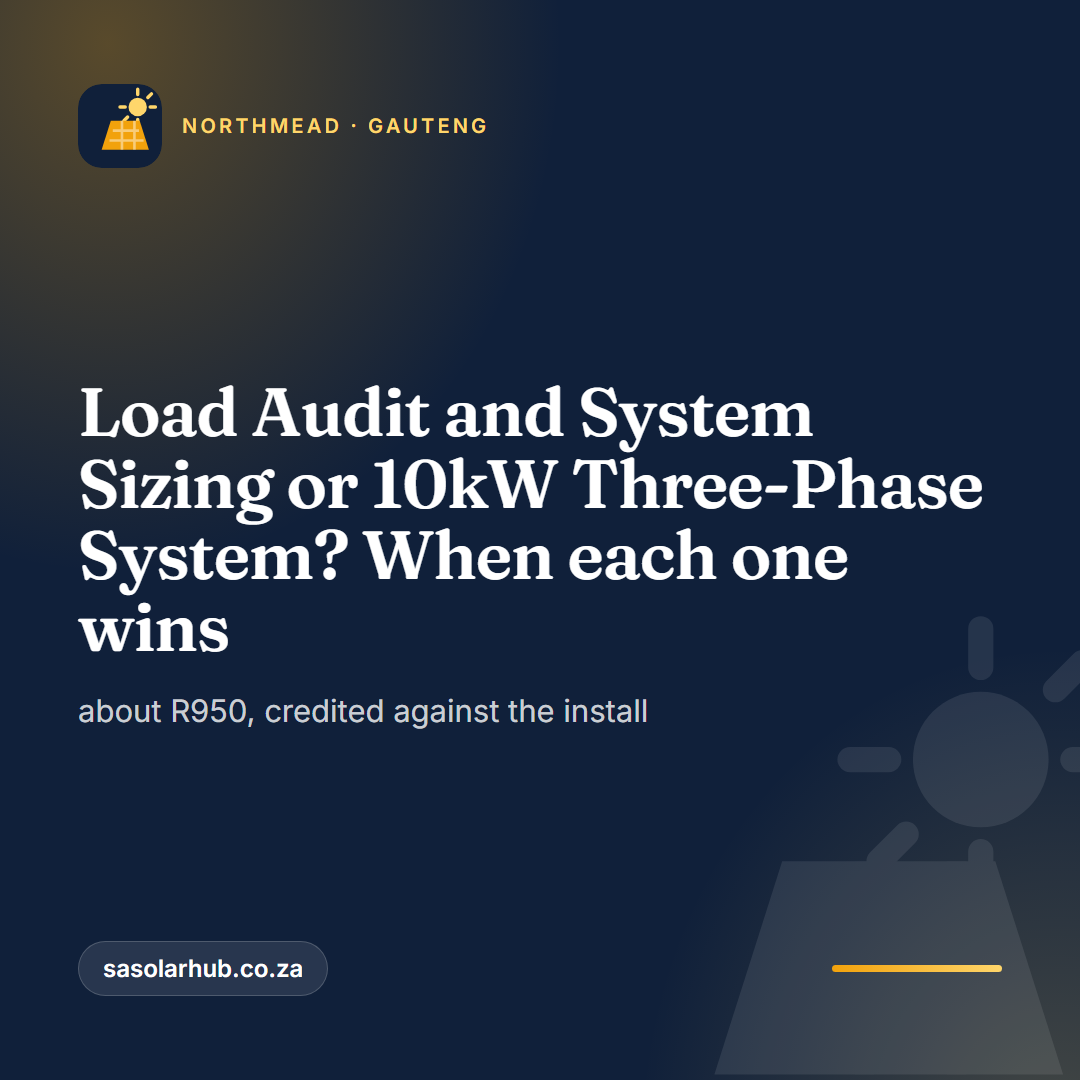 NORTHMEAD · GAUTENG
Load Audit and System
Sizing or 10kW Three-Phase
System? When each one
wins
about R950, credited against the install
sasolarhub.co.za